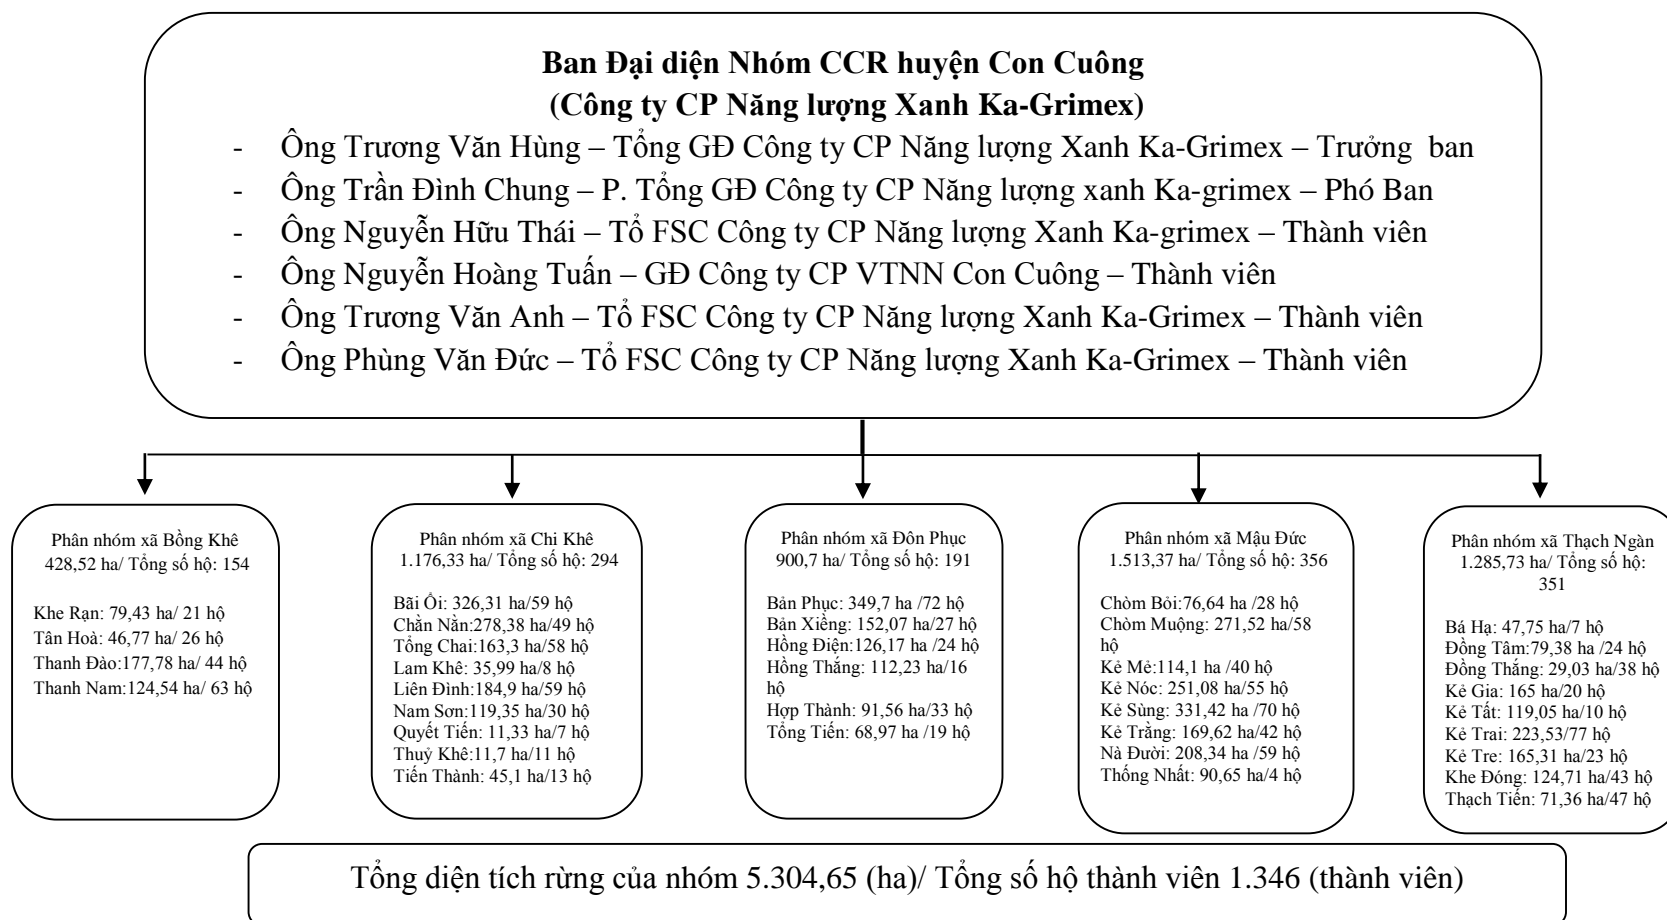 Ban Đại diện Nhóm CCR huyện Con Cuông
(Công ty CP Năng lượng Xanh Ka-Grimex)
- Ông Trương Văn Hùng – Tổng GĐ Công ty CP Năng lượng Xanh Ka-Grimex – Trưởng ban
- Ông Trần Đình Chung – P. Tổng GĐ Công ty CP Năng lượng xanh Ka-grimex – Phó Ban
- Ông Nguyễn Hữu Thái – Tổ FSC Công ty CP Năng lượng Xanh Ka-grimex – Thành viên
- Ông Nguyễn Hoàng Tuấn – GĐ Công ty CP VTNN Con Cuông – Thành viên
- Ông Trương Văn Anh – Tổ FSC Công ty CP Năng lượng Xanh Ka-Grimex – Thành viên
- Ông Phùng Văn Đức – Tổ FSC Công ty CP Năng lượng Xanh Ka-Grimex – Thành viên
Phân nhóm xã Bồng Khê
428,52 ha/ Tổng số hộ: 154
Khe Rạn: 79,43 ha/ 21 hộ
Tân Hoà: 46,77 ha/ 26 hộ
Thanh Đào:177,78 ha/ 44 hộ
Thanh Nam:124,54 ha/ 63 hộ
Phân nhóm xã Chi Khê
1.176,33 ha/ Tổng số hộ: 294
Bãi Ổi: 326,31 ha/59 hộ
Chằn Nằn:278,38 ha/49 hộ
Tổng Chai:163,3 ha/58 hộ
Lam Khê: 35,99 ha/8 hộ
Liên Đình:184,9 ha/59 hộ
Nam Sơn:119,35 ha/30 hộ
Quyết Tiến: 11,33 ha/7 hộ
Thuỷ Khê:11,7 ha/11 hộ
Tiến Thành: 45,1 ha/13 hộ
Phân nhóm xã Đôn Phục
900,7 ha/ Tổng số hộ: 191
Bản Phục: 349,7 ha /72 hộ
Bản Xiềng: 152,07 ha/27 hộ
Hồng Điện:126,17 ha /24 hộ
Hồng Thắng: 112,23 ha/16
hộ
Hợp Thành: 91,56 ha/33 hộ
Tổng Tiến: 68,97 ha /19 hộ
Phân nhóm xã Mậu Đức
1.513,37 ha/ Tổng số hộ: 356
Chòm Bỏi:76,64 ha /28 hộ
Chòm Muộng: 271,52 ha/58
hộ
Kẻ Mẻ:114,1 ha /40 hộ
Kẻ Nóc: 251,08 ha/55 hộ
Kẻ Sùng: 331,42 ha /70 hộ
Kẻ Trằng: 169,62 ha/42 hộ
Nà Đười: 208,34 ha /59 hộ
Thống Nhất: 90,65 ha/4 hộ
Phân nhóm xã Thạch Ngàn
1.285,73 ha/ Tổng số hộ:
351
Bá Hạ: 47,75 ha/7 hộ
Đồng Tâm:79,38 ha /24 hộ
Đồng Thắng: 29,03 ha/38 hộ
Kẻ Gia: 165 ha/20 hộ
Kẻ Tất: 119,05 ha/10 hộ
Kẻ Trai: 223,53/77 hộ
Kẻ Tre: 165,31 ha/23 hộ
Khe Đóng: 124,71 ha/43 hộ
Thạch Tiến: 71,36 ha/47 hộ
Tổng diện tích rừng của nhóm 5.304,65 (ha)/ Tổng số hộ thành viên 1.346 (thành viên)